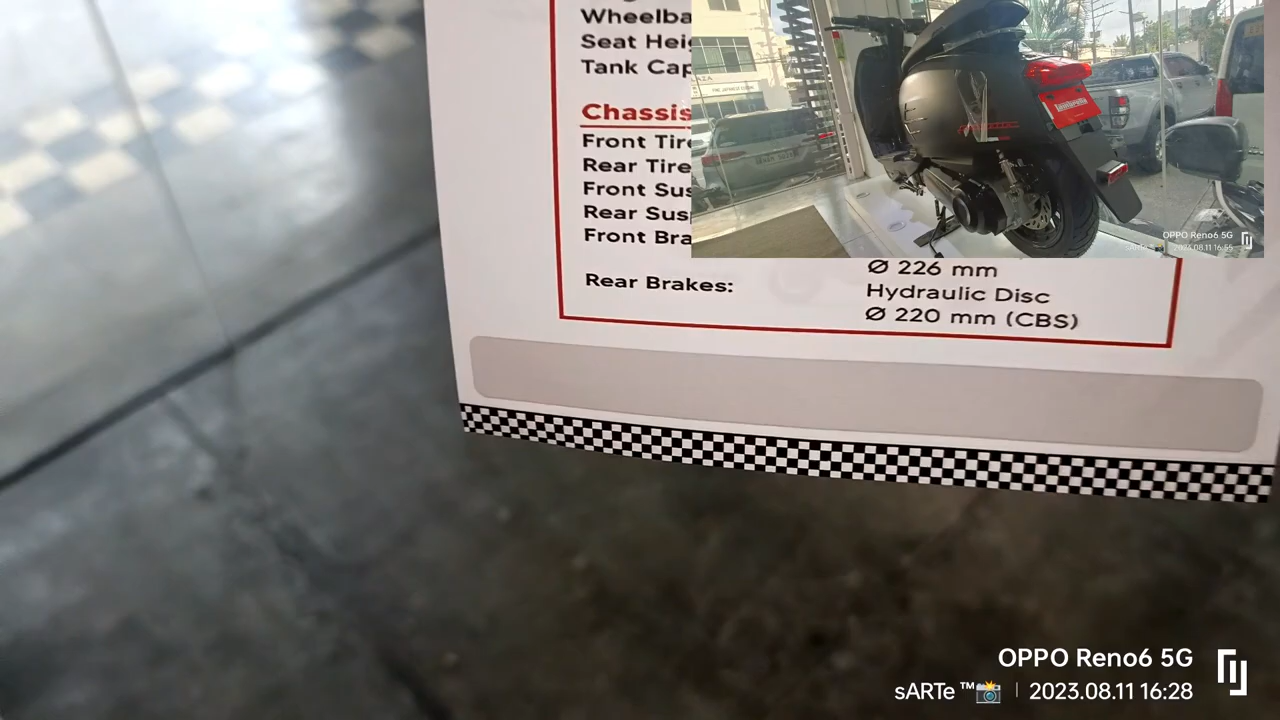 Wheelba
Seat Hei
Tank Cap
Chassis
Front Tire
Rear Tire
Front Sus
Rear Sus
Front Bra
Ø 226 mm
Rear Brakes:
Hydraulic Disc
Ø 220 mm (CBS)
Lambretta
OPPO Reno6 5G
2023.08.11 16:55
OPPO Reno6 5G
sARTe ™📸 | 2023.08.11 16:28